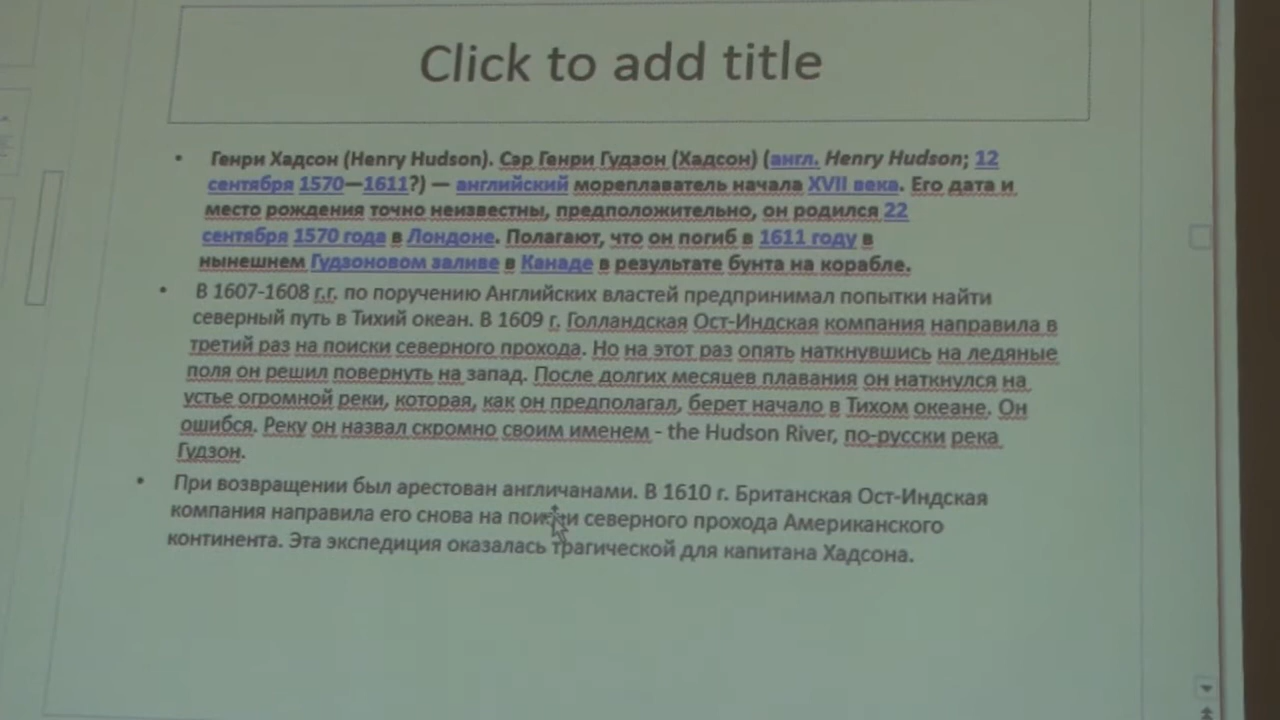 Click to add title
• Генри Хадсон (Henry Hudson). Сэр Генри Гудзон (Хадсон) (англ. Henry Hudson; 12
сентября 1570—1611?) — английский мореплаватель начала XVII века. Его дата и
место рождения точно неизвестны, предположительно, он родился 22
сентября 1570 года в Лондоне. Полагают, что он погиб в 1611 году в
нынешнем Гудзоновом заливе в Канаде в результате бунта на корабле.
• В 1607-1608 г.г. по поручению Английских властей предпринимал попытки найти
северный путь в Тихий океан. В 1609 г. Голландская Ост-Индская компания направила в
третий раз на поиски северного прохода. Но на этот раз опять наткнувшись на ледяные
поля он решил повернуть на запад. После долгих месяцев плавания он наткнулся на
устье огромной реки, которая, как он предполагал, берет начало в Тихом океане. Он
ошибся. Реку он назвал скромно своим именем - the Hudson River, по-русски река
Гудзон.
• При возвращении был арестован англичанами. В 1610 г. Британская Ост-Индская
компания направила его снова на поиски северного прохода Американского
континента. Эта экспедиция оказалась трагической для капитана Хадсона.